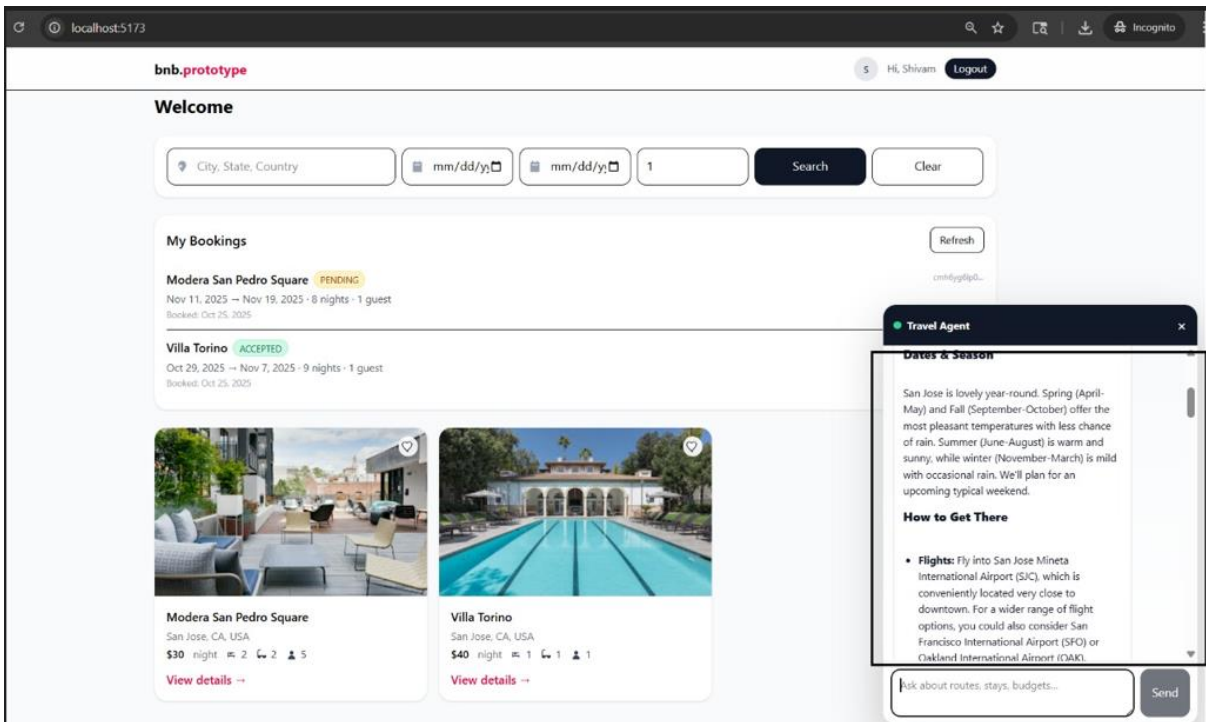 localhost:5173
Incognito
bnb.prototype
S Hi, Shivam Logout
Welcome
City, State, Country mm/dd/yy mm/dd/yy 1 Search Clear
My Bookings Refresh
Modera San Pedro Square PENDING
Nov 11, 2025 → Nov 19, 2025 · 8 nights · 1 guest
Booked: Oct 25, 2025
Villa Torino ACCEPTED
Oct 29, 2025 → Nov 7, 2025 · 9 nights · 1 guest
Booked: Oct 25, 2025
Modera San Pedro Square
San Jose, CA, USA
$30 night 2 2 5
View details →
Villa Torino
San Jose, CA, USA
$40 night 1 1 1
View details →
Travel Agent ×
Dates & Season
San Jose is lovely year-round. Spring (April-
May) and Fall (September-October) offer the
most pleasant temperatures with less chance
of rain. Summer (June-August) is warm and
sunny, while winter (November-March) is mild
with occasional rain. We'll plan for an
upcoming typical weekend.
How to Get There
• Flights: Fly into San Jose Mineta
International Airport (SJC), which is
conveniently located very close to
downtown. For a wider range of flight
options, you could also consider San
Francisco International Airport (SFO) or
Oakland International Airport (OAK).
Ask about routes, stays, budgets... Send